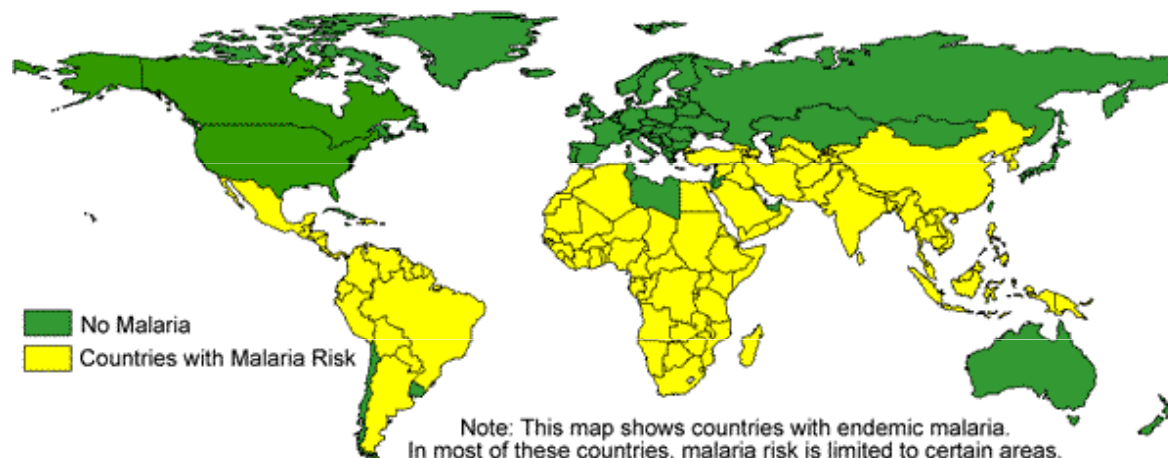 No Malaria
Countries with Malaria Risk
Note: This map shows countries with endemic malaria.
In most of these countries, malaria risk is limited to certain areas.